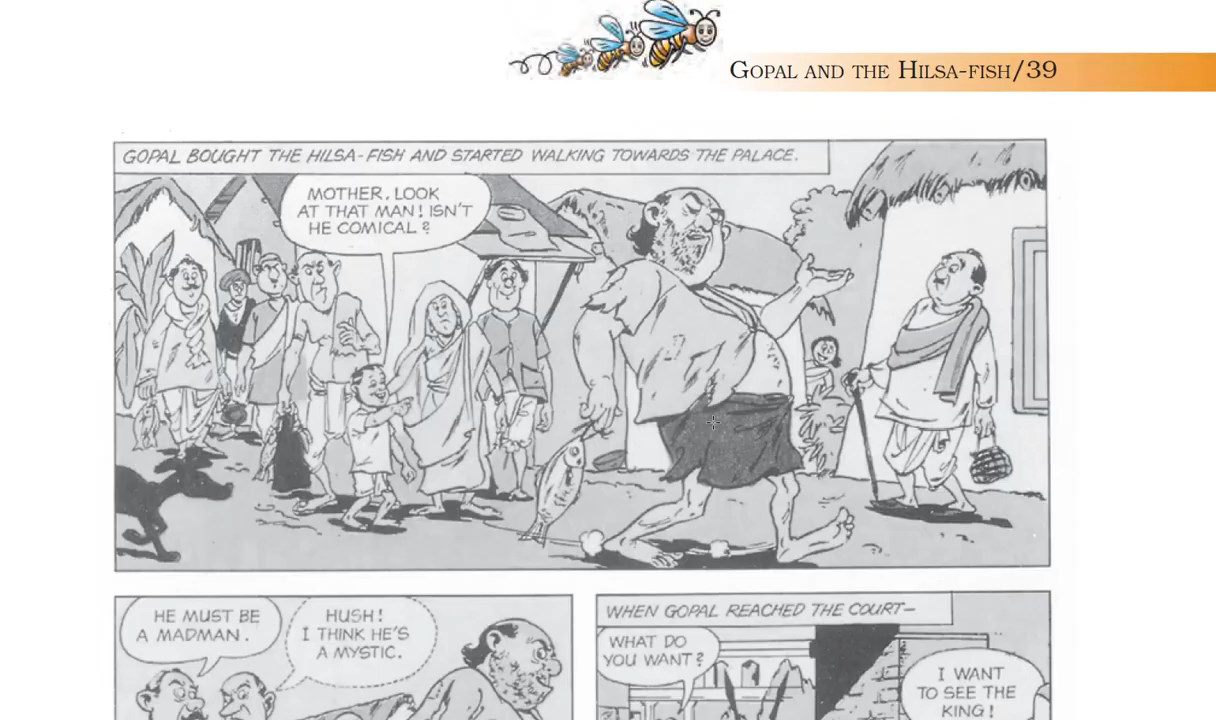 GOPAL AND THE HILSA-FISH/39
GOPAL BOUGHT THE HILSA-FISH AND STARTED WALKING TOWARDS THE PALACE.
MOTHER, LOOK
AT THAT MAN! ISN'T
HE COMICAL?
HE MUST BE
A MADMAN.
HUSH!
I THINK HE'S
A MYSTIC.
WHEN GOPAL REACHED THE COURT—
WHAT DO
YOU WANT?
I WANT
TO SEE THE
KING!